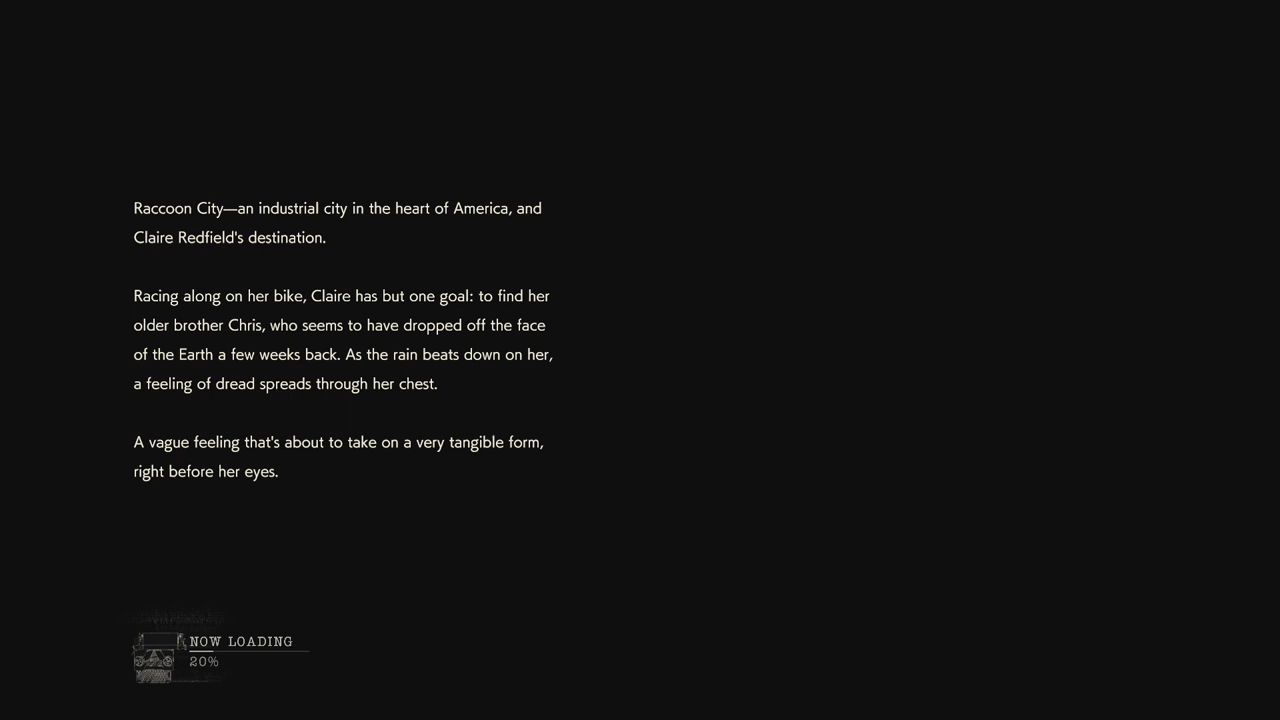 Raccoon City—an industrial city in the heart of America, and
Claire Redfield's destination.
Racing along on her bike, Claire has but one goal: to find her
older brother Chris, who seems to have dropped off the face
of the Earth a few weeks back. As the rain beats down on her,
a feeling of dread spreads through her chest.
A vague feeling that's about to take on a very tangible form,
right before her eyes.
NOW LOADING
20%